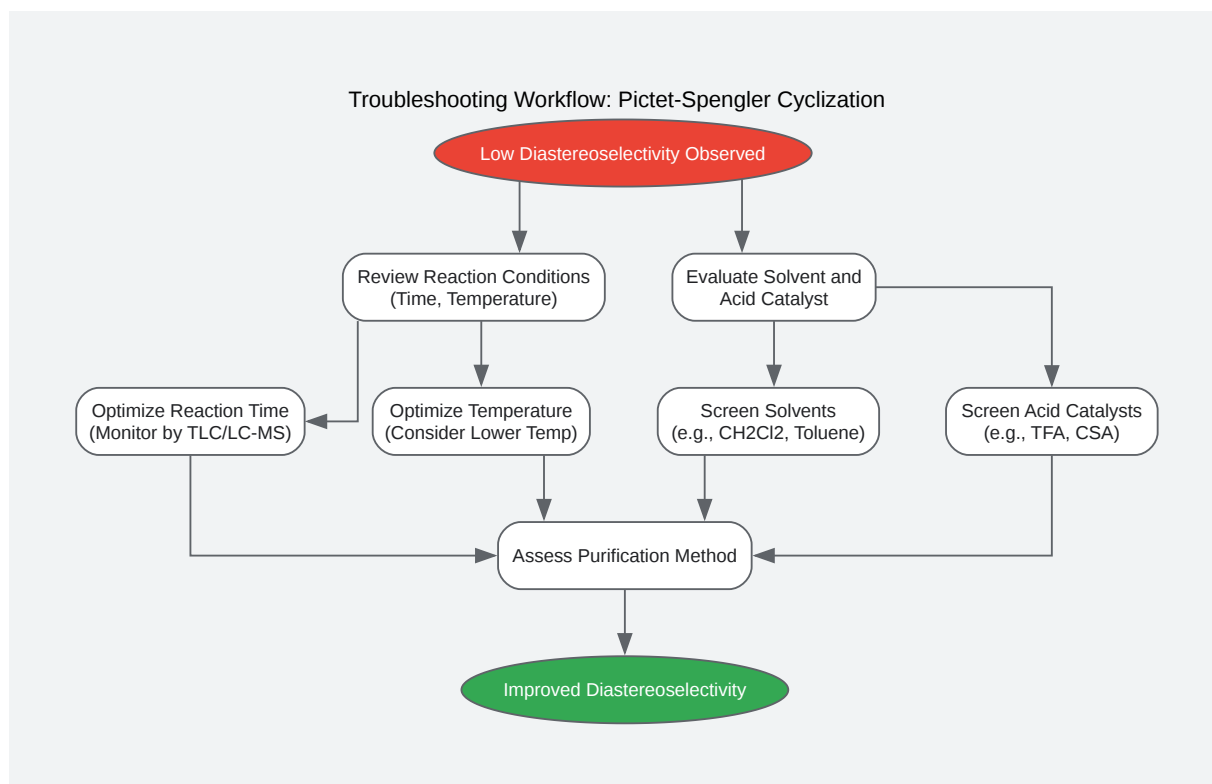 Troubleshooting Workflow: Pictet-Spengler Cyclization
Low Diastereoselectivity Observed
Review Reaction Conditions
(Time, Temperature)
Evaluate Solvent and
Acid Catalyst
Optimize Reaction Time
(Monitor by TLC/LC-MS)
Optimize Temperature
(Consider Lower Temp)
Screen Solvents
(e.g., CH2Cl2, Toluene)
Screen Acid Catalysts
(e.g., TFA, CSA)
Assess Purification Method
Improved Diastereoselectivity